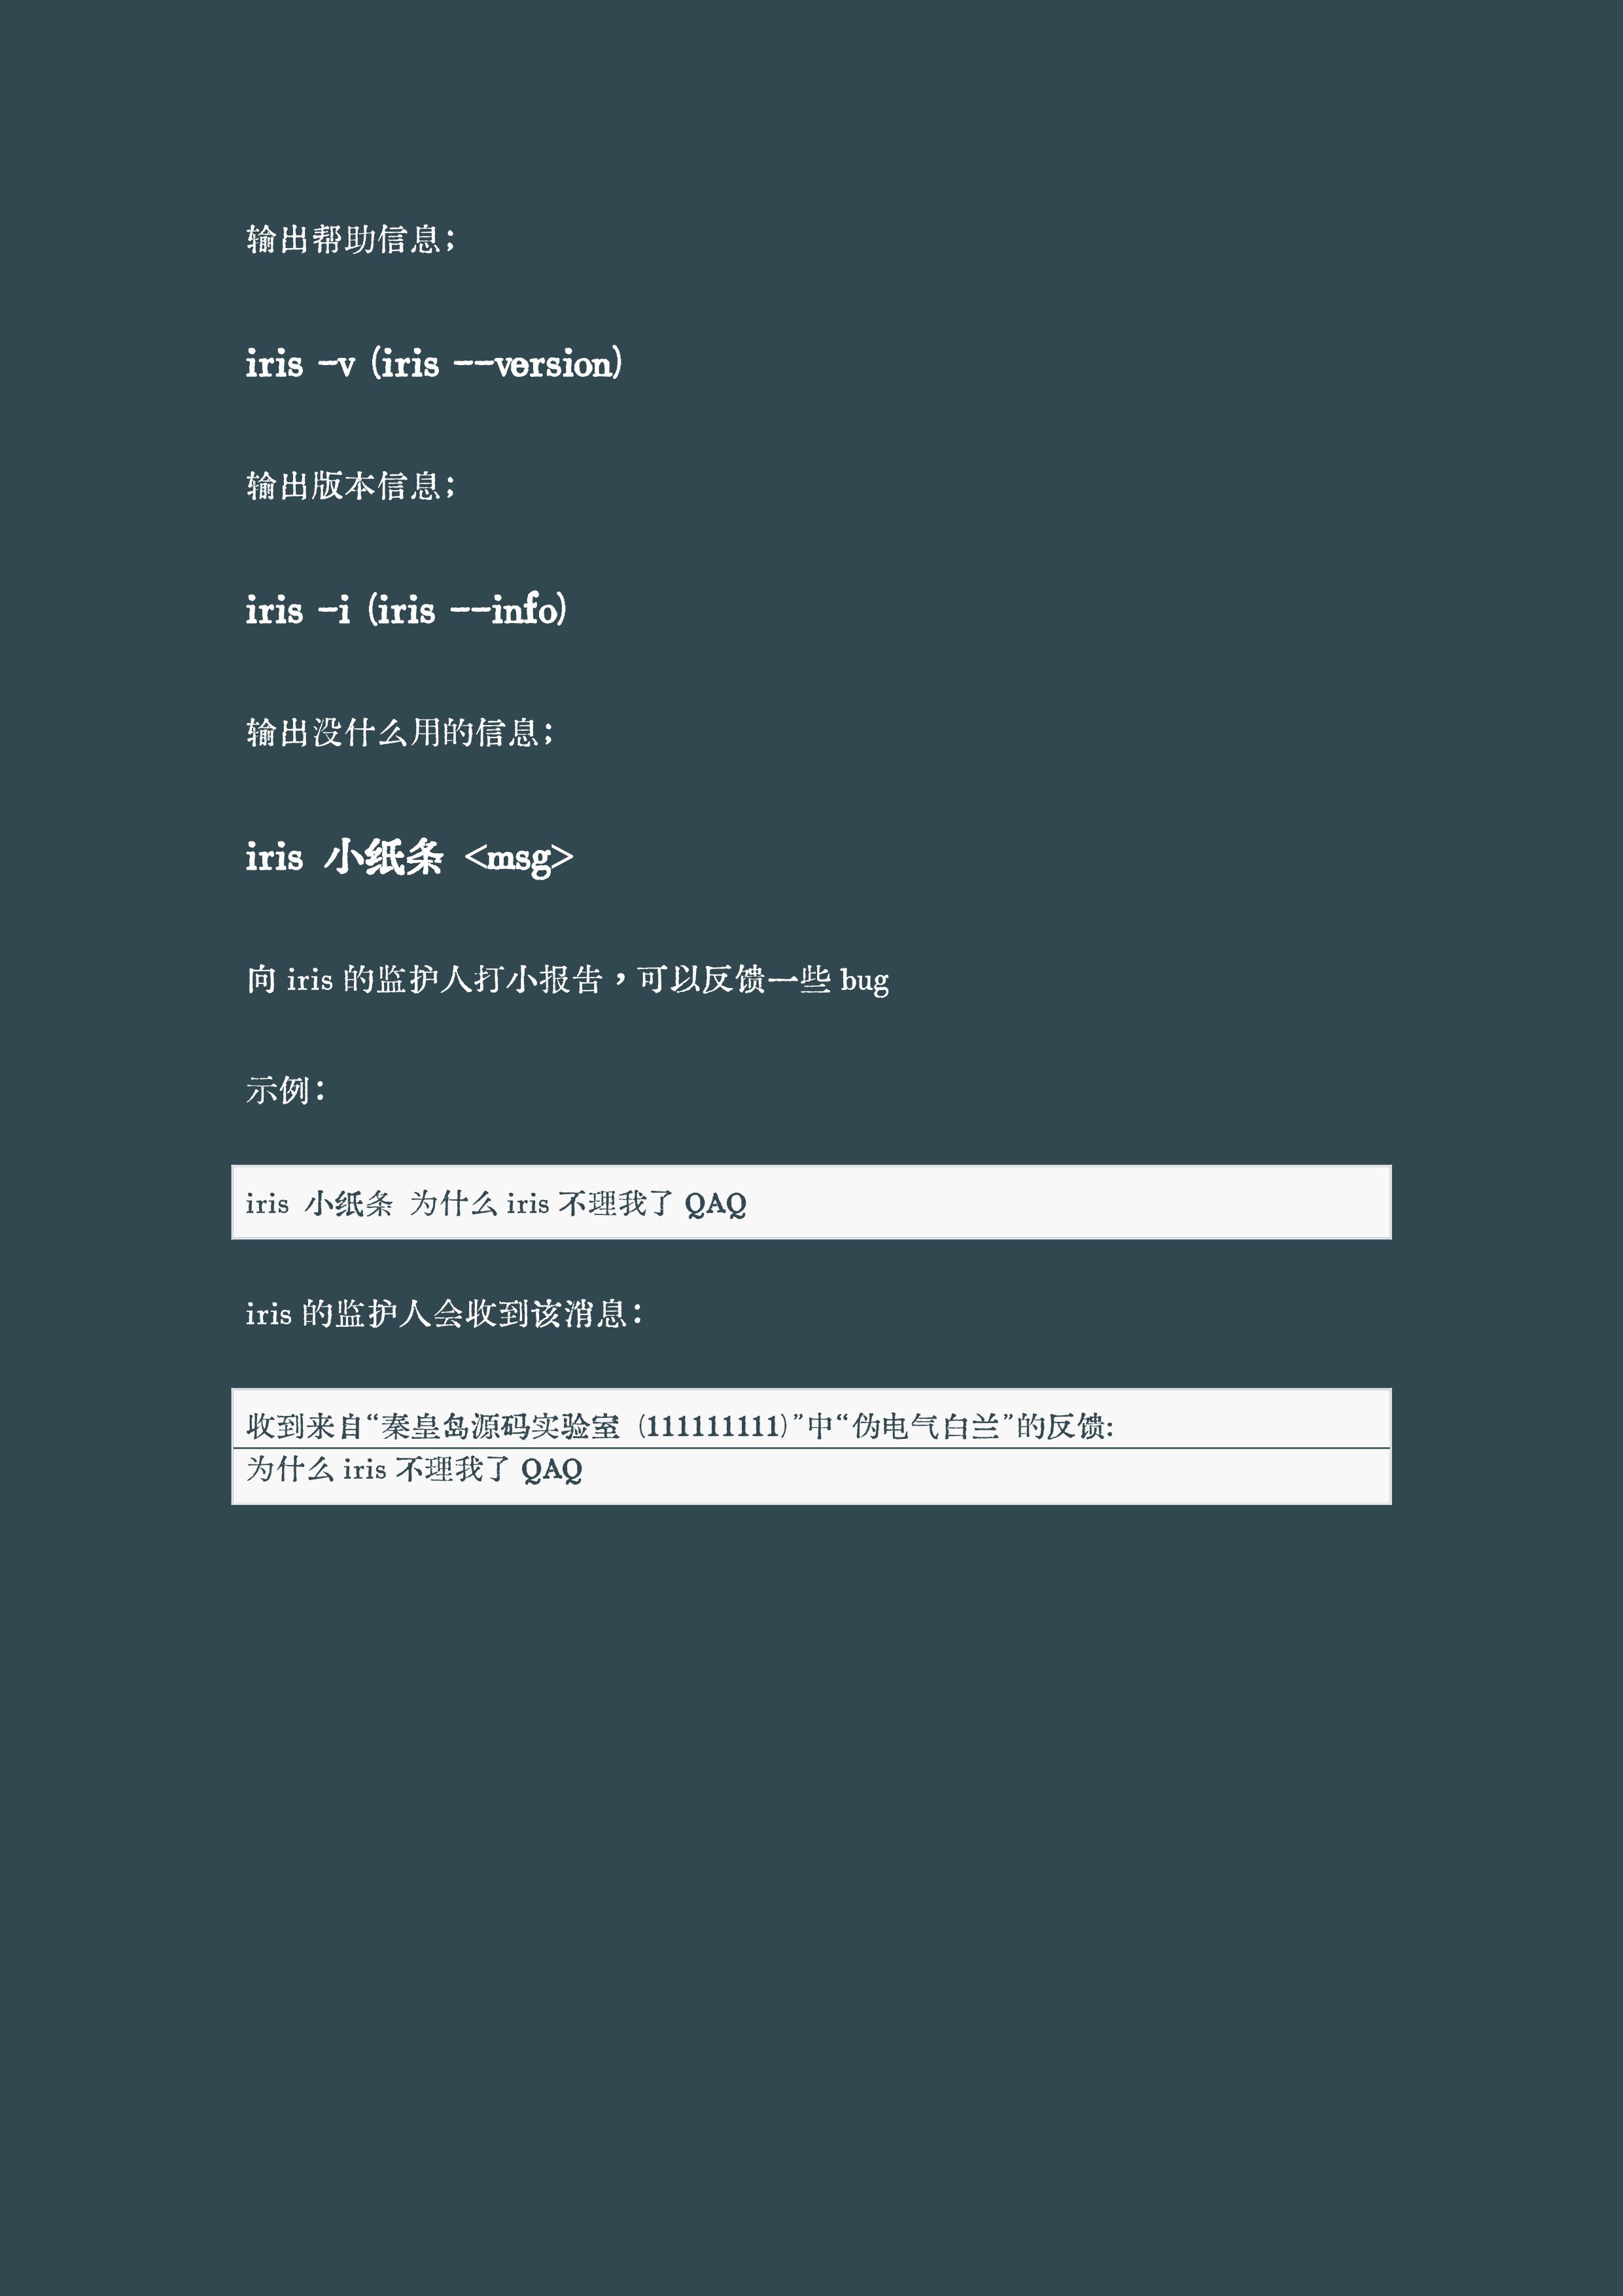 输出帮助信息；
iris -v (iris --version)
输出版本信息；
iris -i (iris --info)
输出没什么用的信息；
iris 小纸条 <msg>
向 iris 的监护人打小报告，可以反馈一些 bug
示例：
iris 小纸条 为什么 iris 不理我了 QAQ
iris 的监护人会收到该消息：
收到来自“秦皇岛源码实验室 (111111111)”中“伪电气白兰”的反馈:
为什么 iris 不理我了 QAQ